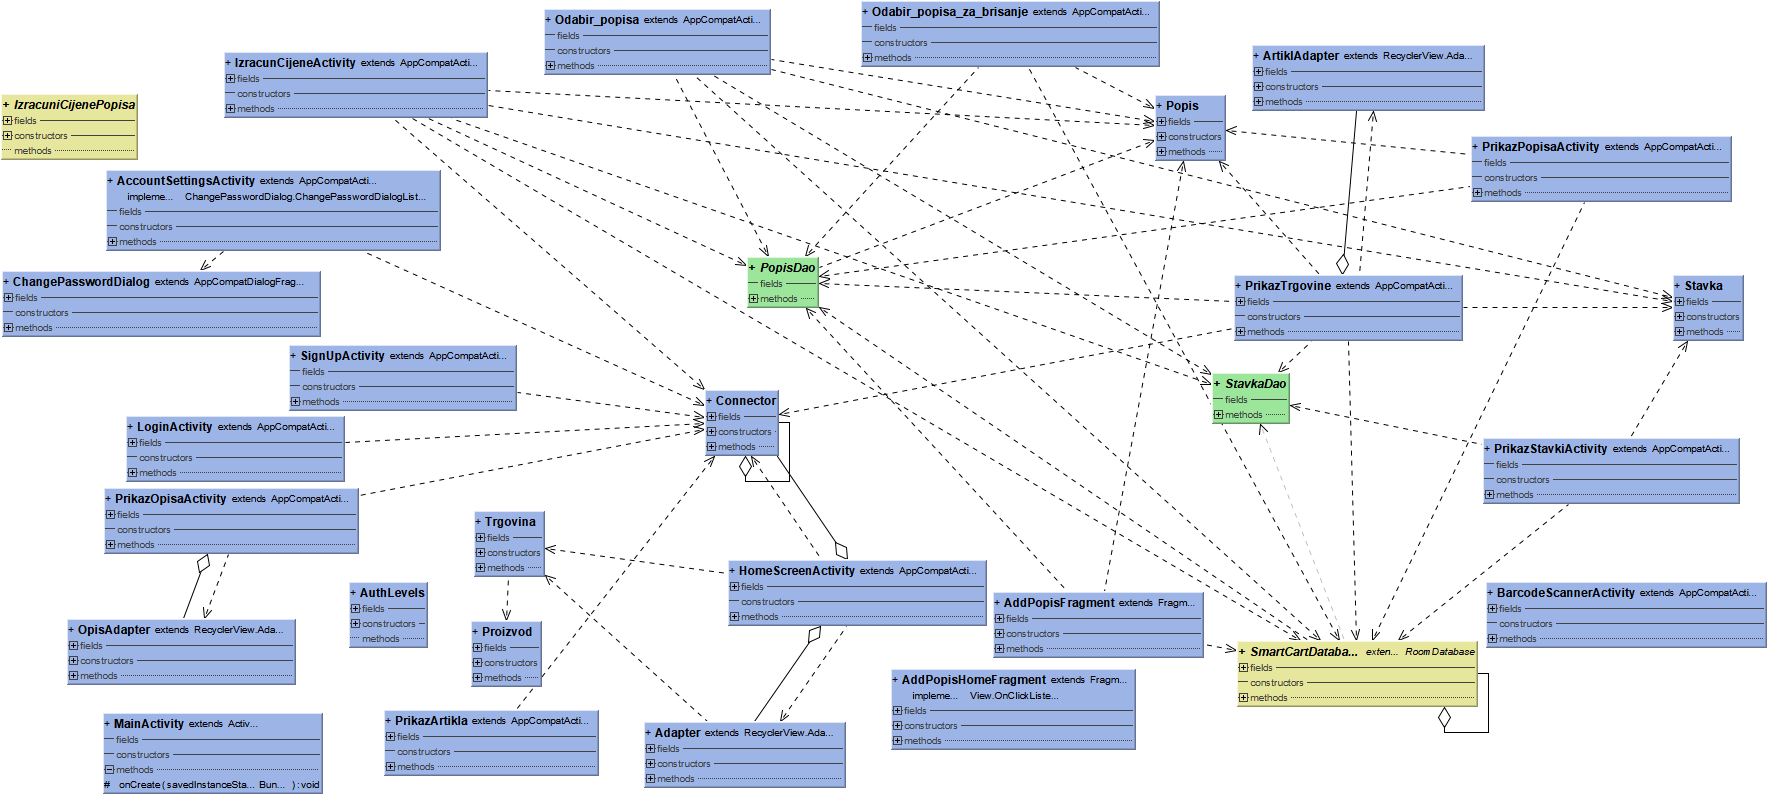 + Odabir_popisa extends AppCompatActi...
fields
constructors
methods
+ Odabir_popisa_za_brisanje extends AppCompatActi...
fields
constructors
methods
+ IzracunCijeneActivity extends AppCompatActi...
fields
constructors
methods
+ ArtiklAdapter extends RecyclerView.Ada...
fields
constructors
methods
+ IzracuniCijenePopisa
fields
constructors
methods
+ Popis
fields
constructors
methods
+ PrikazPopisaActivity extends AppCompatActi...
fields
constructors
methods
+ AccountSettingsActivity extends AppCompatActi...
impleme... ChangePasswordDialog.ChangePasswordDialogList...
fields
constructors
methods
+ PopisDao
fields
methods
+ ChangePasswordDialog extends AppCompatDialogFrag...
fields
constructors
methods
+ PrikazTrgovine extends AppCompatActi...
fields
constructors
methods
+ Stavka
fields
constructors
methods
+ SignUpActivity extends AppCompatActi...
fields
constructors
methods
+ StavkaDao
fields
methods
+ Connector
fields
constructors
methods
+ LoginActivity extends AppCompatActi...
fields
constructors
methods
+ PrikazStavkiActivity extends AppCompatActi...
fields
constructors
methods
+ PrikazOpisaActivity extends AppCompatActi...
fields
constructors
methods
+ Trgovina
fields
constructors
methods
+ HomeScreenActivity extends AppCompatActi...
fields
constructors
methods
+ AuthLevels
fields
constructors
methods
+ AddPopisFragment extends Fragm...
fields
constructors
methods
+ BarcodeScannerActivity extends AppCompatActi...
fields
constructors
methods
+ OpisAdapter extends RecyclerView.Ada...
fields
constructors
methods
+ Proizvod
fields
constructors
methods
+ SmartCartDataba... exten... RoomDatabase
fields
constructors
methods
+ AddPopisHomeFragment extends Fragm...
impleme... View.OnClickListe...
fields
constructors
methods
+ MainActivity extends Activ...
fields
constructors
methods
# onCreate(savedInstanceSta... Bun... ):void
+ PrikazArtikla extends AppCompatActi...
fields
constructors
methods
+ Adapter extends RecyclerView.Ada...
fields
constructors
methods